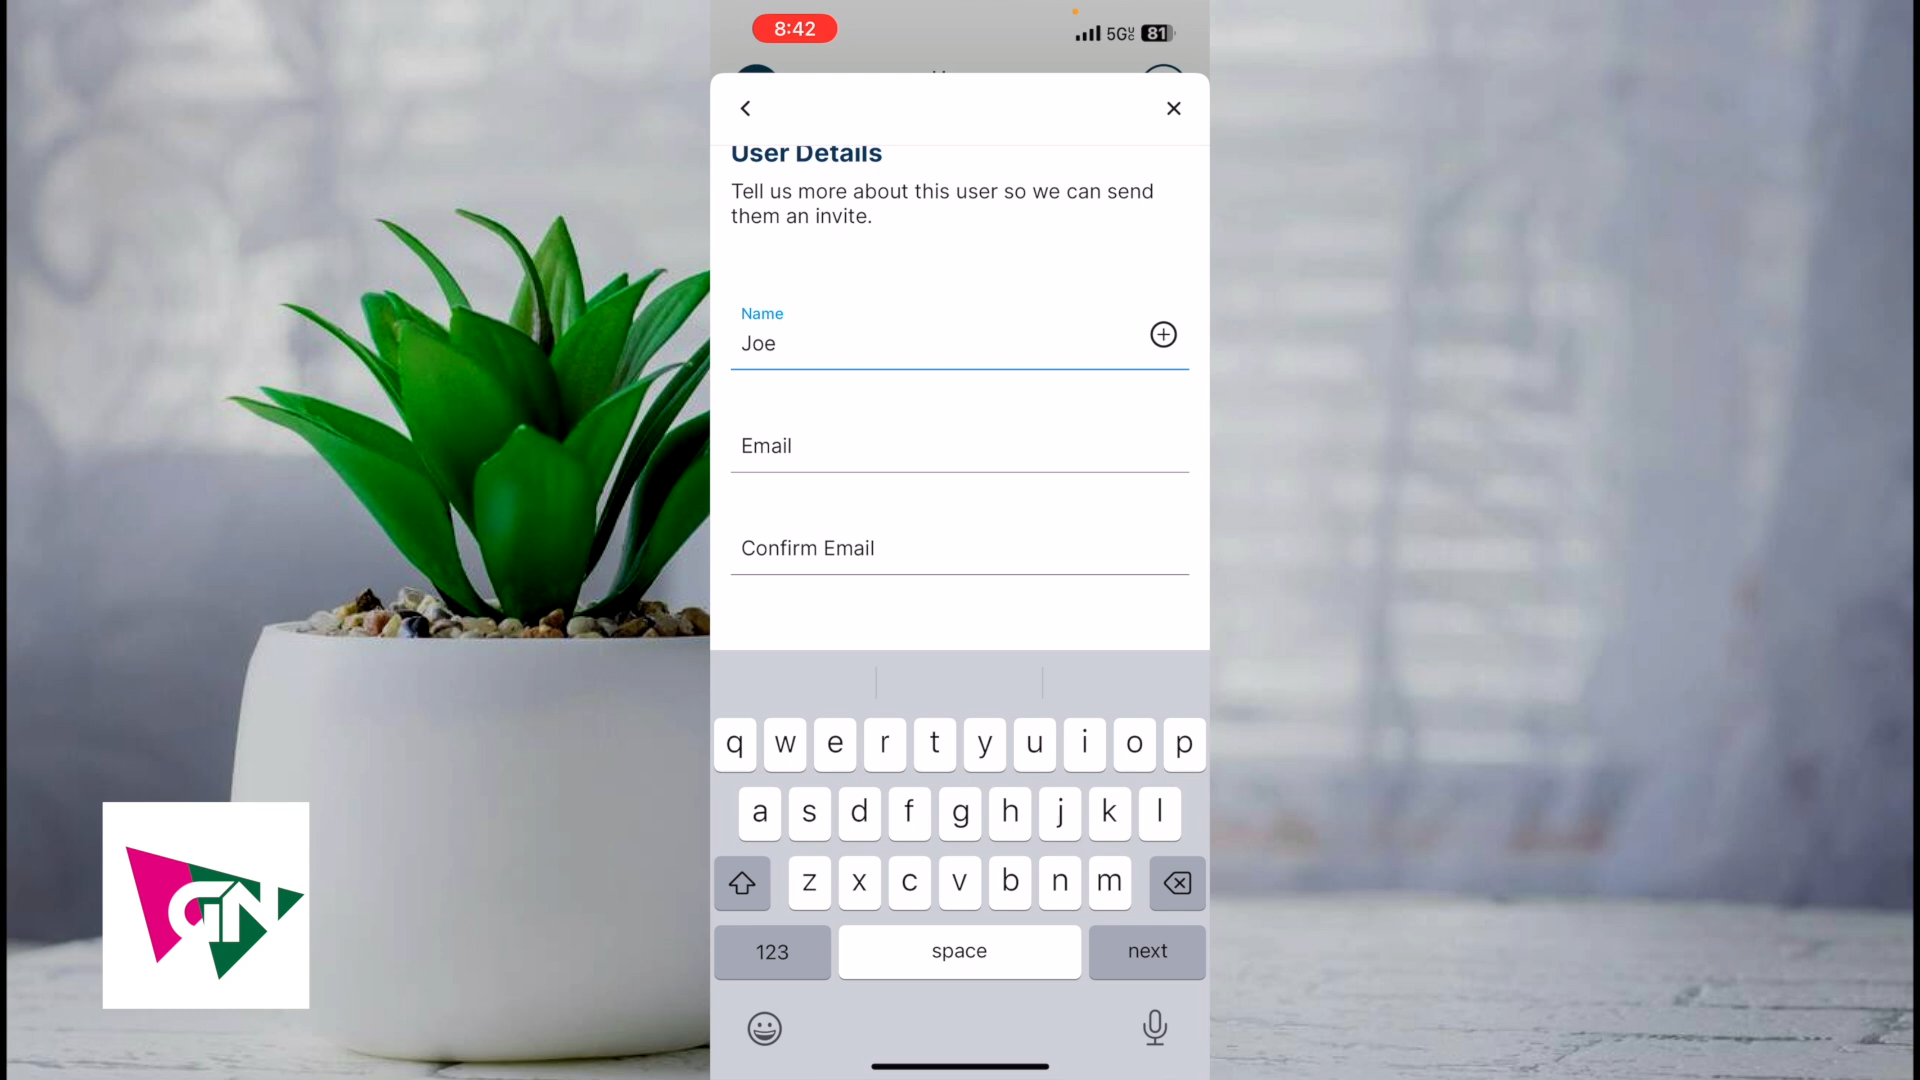 8:42
5G 81
User Details
Tell us more about this user so we can send
them an invite.
Name
Joe
Email
Confirm Email
q w e r t y u i o p
a s d f g h j k l
z x c v b n m
123 space next
GN